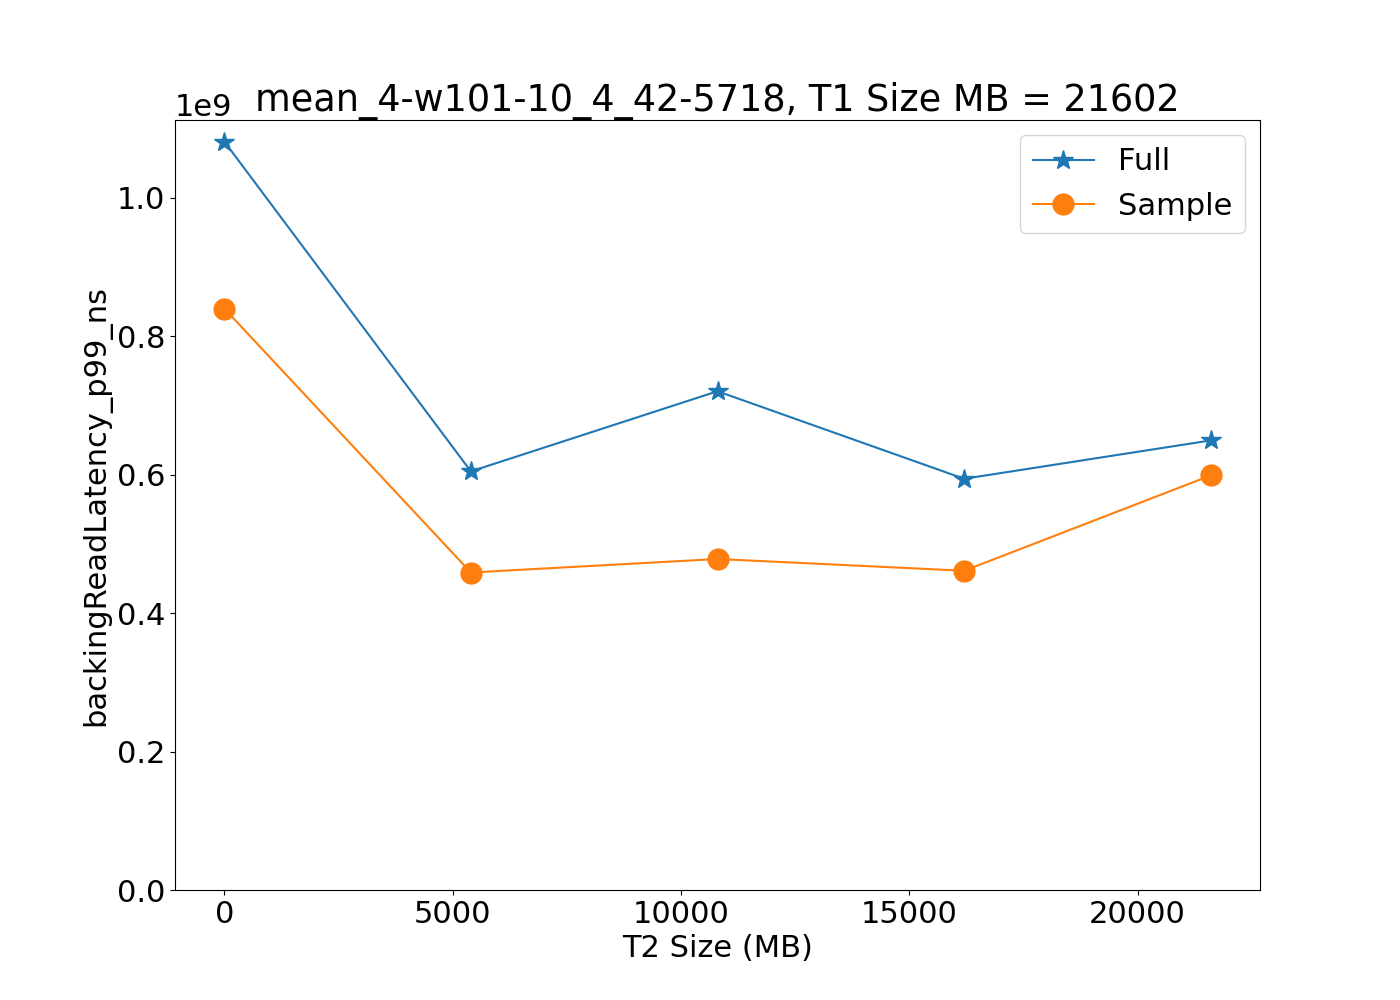 1e9
mean_4-w101-10_4_42-5718, T1 Size MB = 21602
Full
Sample
backingReadLatency_p99_ns
1.0
0.8
0.6
0.4
0.2
0.0
0 5000 10000 15000 20000
T2 Size (MB)